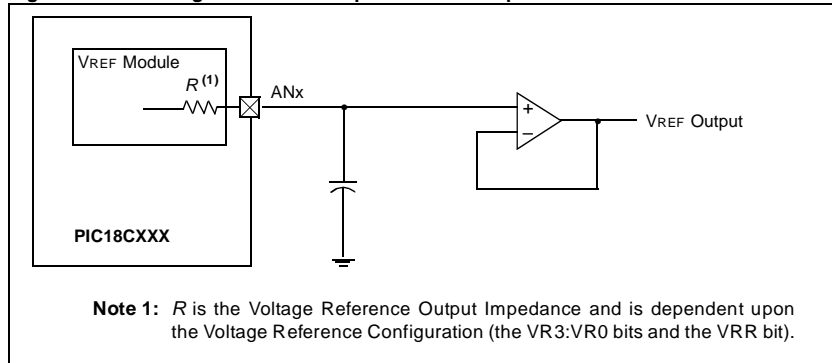 VREF Module
R(1)
ANx
+
–
VREF Output
PIC18CXXX
Note 1: R is the Voltage Reference Output Impedance and is dependent upon
the Voltage Reference Configuration (the VR3:VR0 bits and the VRR bit).